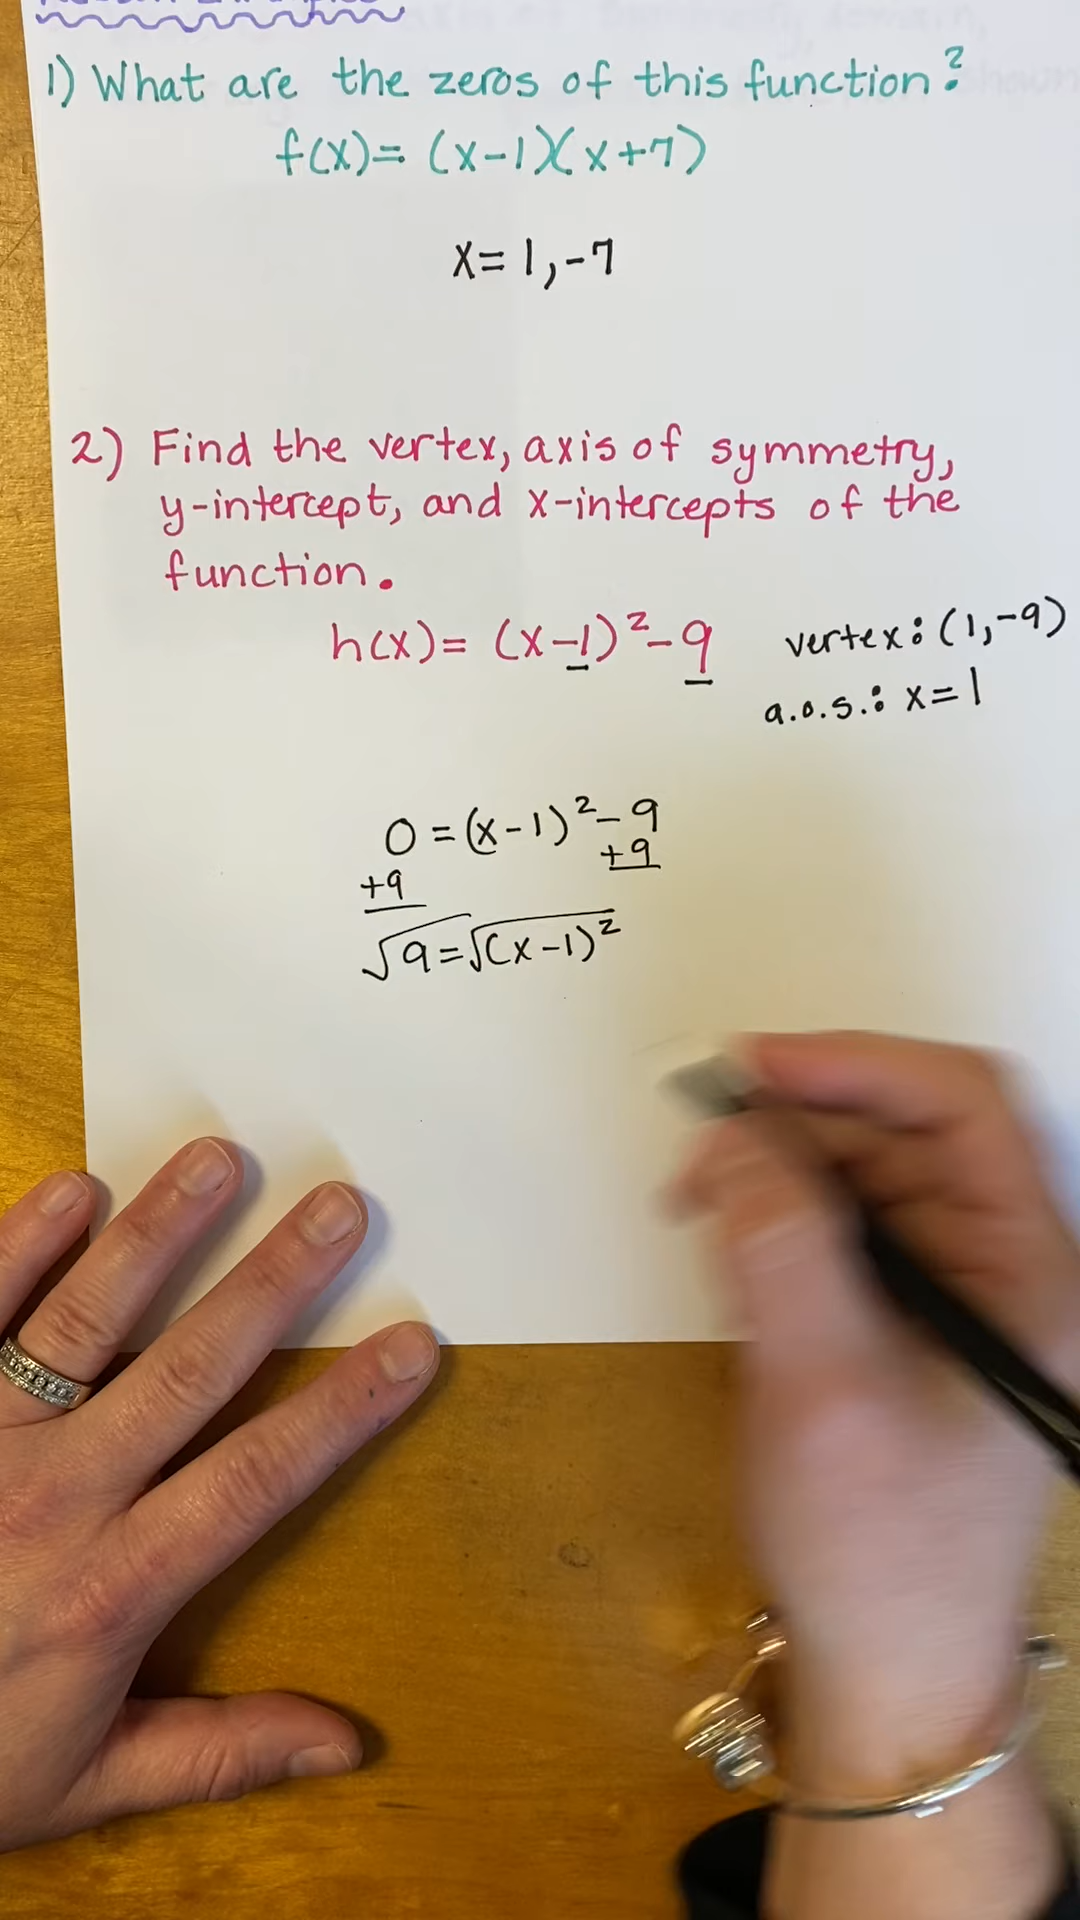 1) What are the zeros of this function?
f(x)= (x-1)(x+7)
x= 1, -7
2) Find the vertex, axis of symmetry,
y-intercept, and x-intercepts of the
function.
h(x)= (x-1)²-9
vertex: (1,-9)
a.o.s.: x=1
0 = (x-1)²-9
+9
+9
√9=√(x-1)²